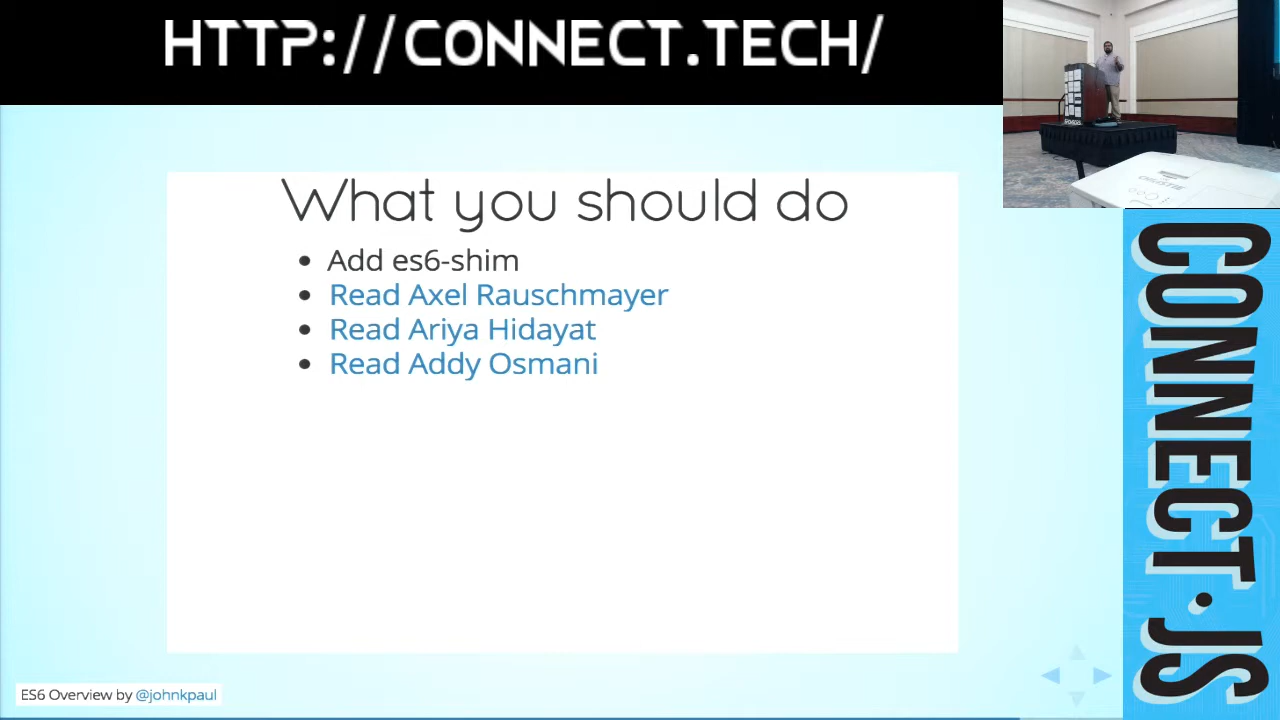 HTTP://CONNECT.TECH/
What you should do
Add es6-shim
Read Axel Rauschmayer
Read Ariya Hidayat
Read Addy Osmani
ES6 Overview by @johnkpaul
CONNECT.JS
CHRISTIE